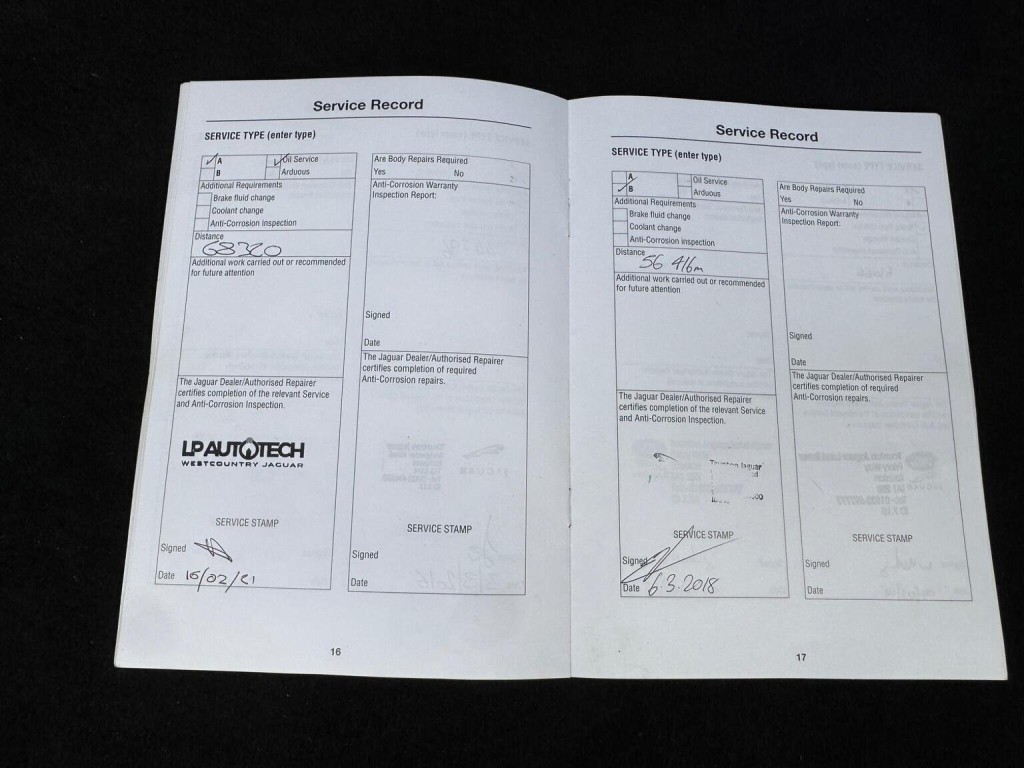 Service Record
SERVICE TYPE (enter type)
A
Oil Service
B
Arduous
Additional Requirements
Brake fluid change
Coolant change
Anti-Corrosion inspection
Distance
68320
Additional work carried out or recommended
for future attention
The Jaguar Dealer/Authorised Repairer
certifies completion of the relevant Service
and Anti-Corrosion Inspection.
LP AUTOTECH
WESTCOUNTRY JAGUAR
SERVICE STAMP
Signed
Date 16/02/21
Are Body Repairs Required
Yes No
Anti-Corrosion Warranty
Inspection Report:
Signed
Date
The Jaguar Dealer/Authorised Repairer
certifies completion of required
Anti-Corrosion repairs.
SERVICE STAMP
Signed
Date
16
Service Record
SERVICE TYPE (enter type)
A
Oil Service
B
Arduous
Additional Requirements
Brake fluid change
Coolant change
Anti-Corrosion inspection
Distance
56 416m
Additional work carried out or recommended
for future attention
The Jaguar Dealer/Authorised Repairer
certifies completion of the relevant Service
and Anti-Corrosion Inspection.
Jaguar
SERVICE STAMP
Signed
Date 6.3.2018
Are Body Repairs Required
Yes No
Anti-Corrosion Warranty
Inspection Report:
Signed
Date
The Jaguar Dealer/Authorised Repairer
certifies completion of required
Anti-Corrosion repairs.
SERVICE STAMP
Signed
Date
17